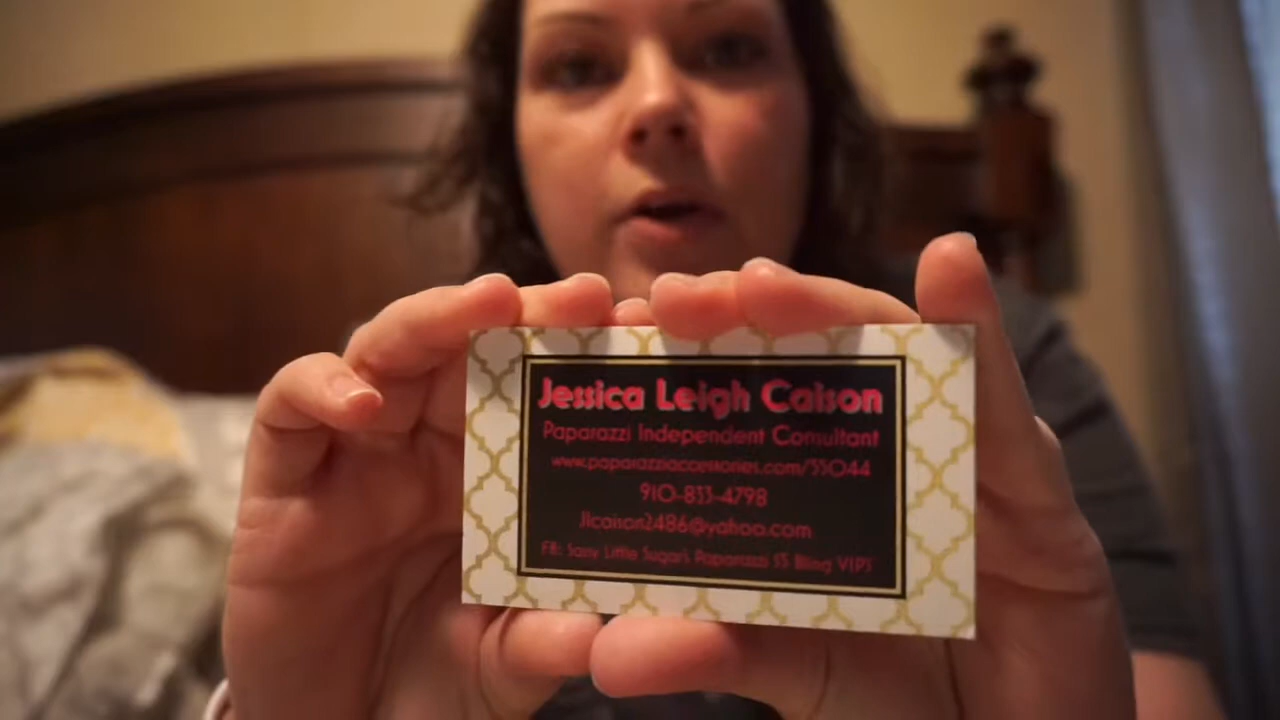 Jessica Leigh Caison
Paparazzi Independent Consultant
www.paparazziaccessories.com/55044
910-833-4798
Jlcaison2486@yahoo.com
FB: Sassy Little Sugar's Paparazzi $5 Bling VIPS